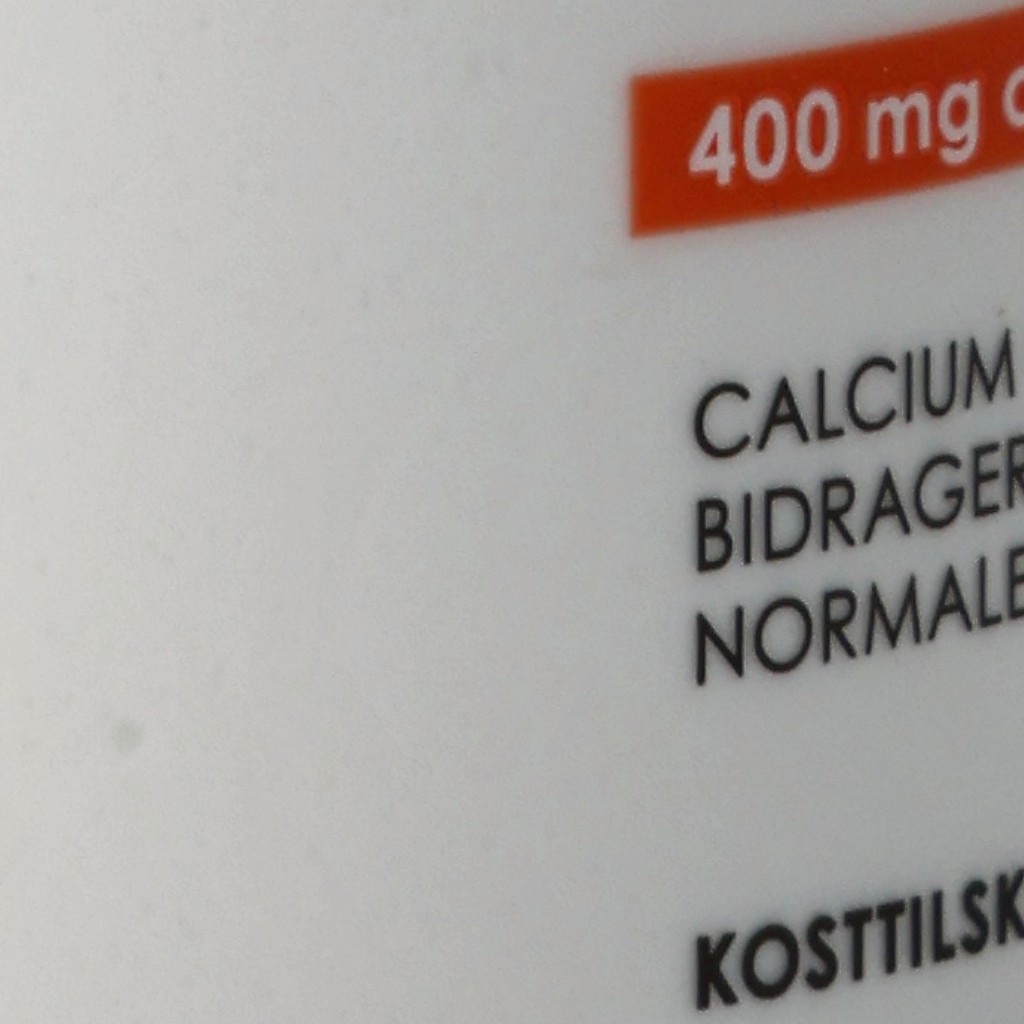 400 mg
CALCIUM
BIDRAGER
NORMALE
KOSTTILSK